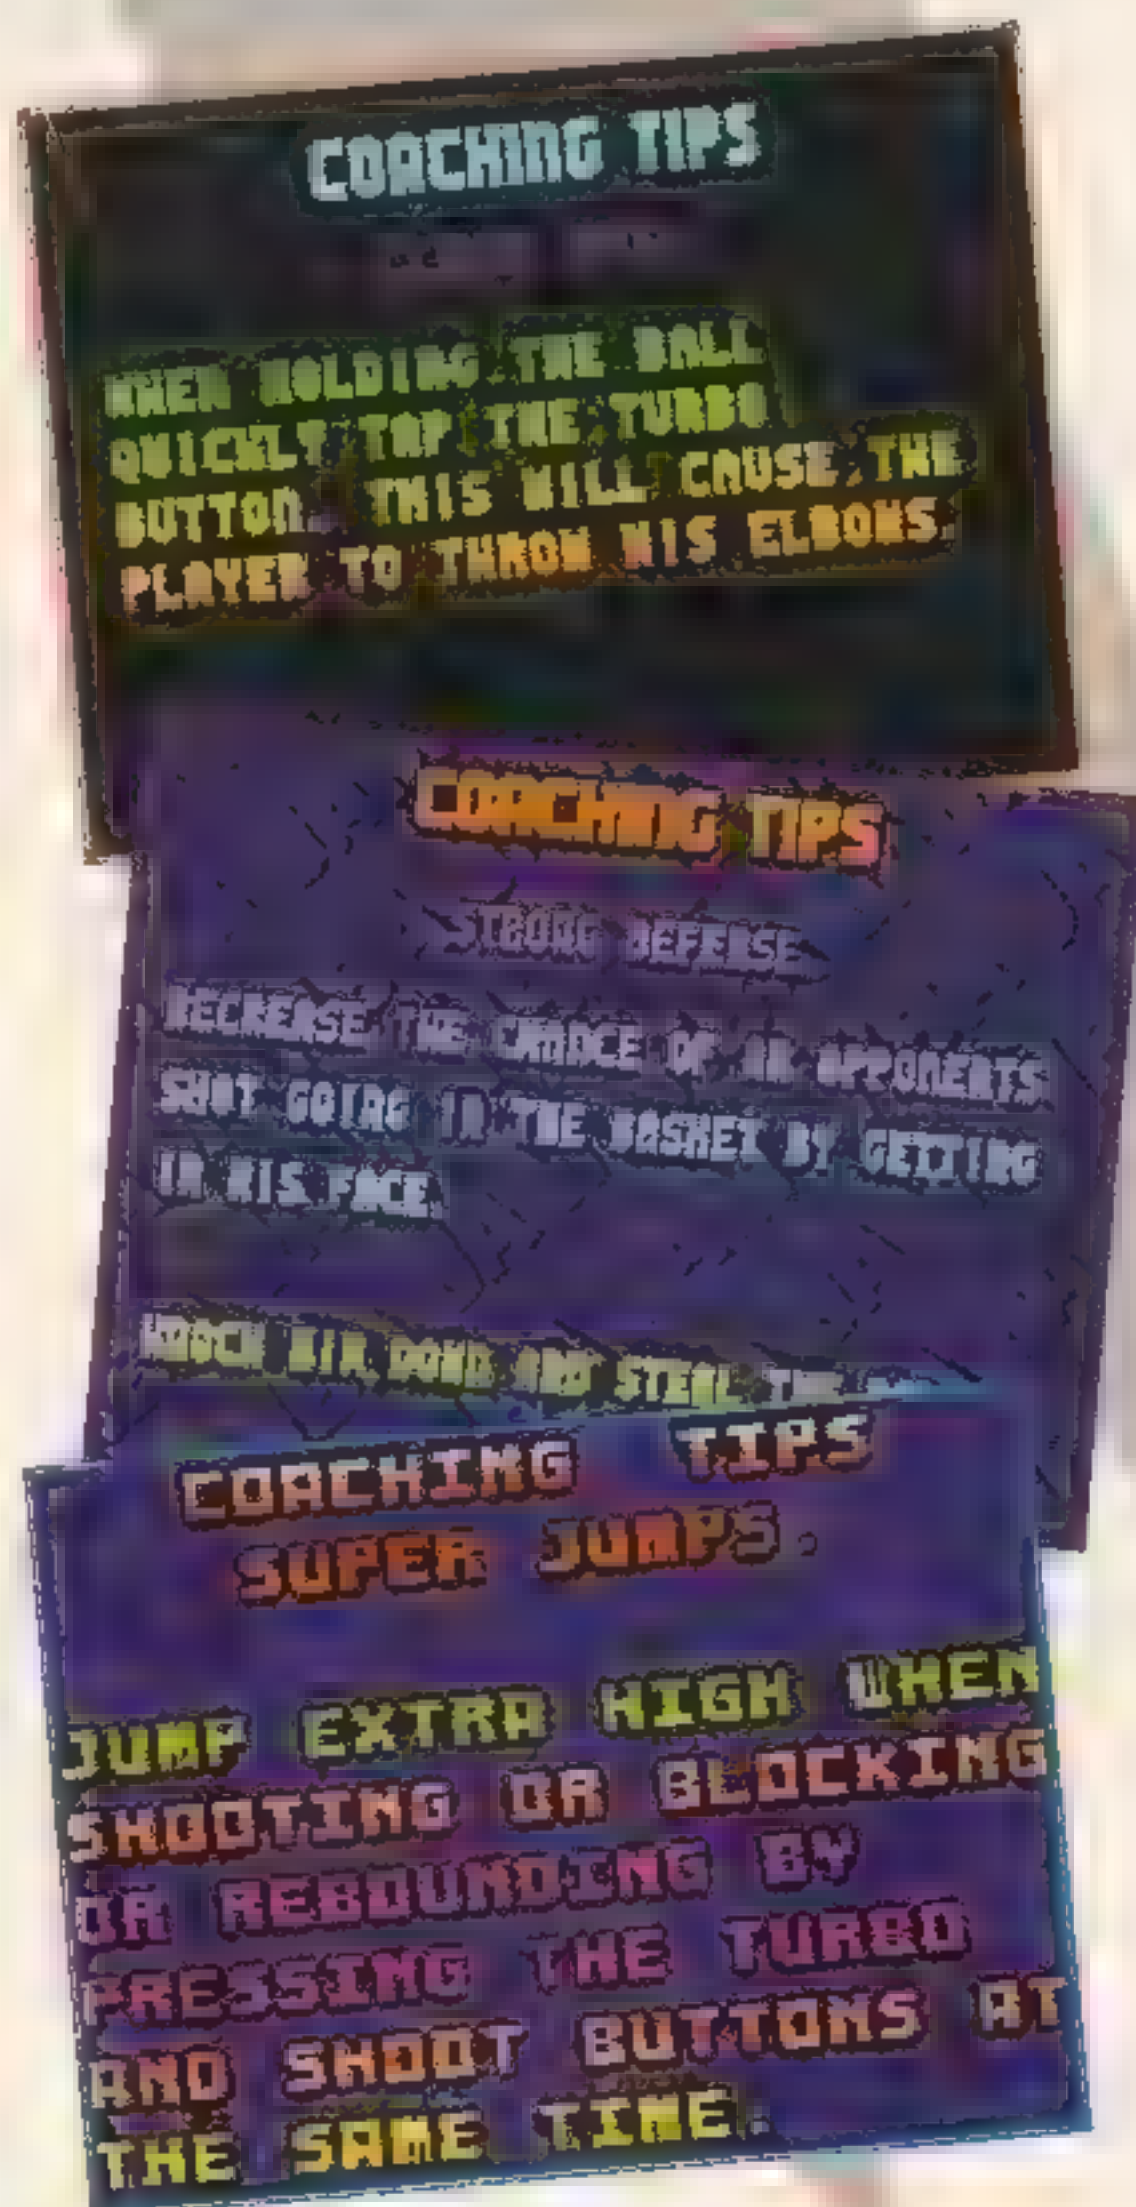 COACHING TIPS
WHEN HOLDING THE BALL
QUICKLY TAP THE TURBO
BUTTON. THIS WILL CAUSE THE
PLAYER TO THROW HIS ELBOWS.
COACHING TIPS
STRONG DEFENSE
DECREASE THE CHANCE OF AN OPPONENTS
SHOT GOING IN THE BASKET BY GETTING
IN HIS FACE.
KNOCK HIM DOWN AND STEAL THE
COACHING TIPS
SUPER JUMPS.
JUMP EXTRA HIGH WHEN
SHOOTING OR BLOCKING
OR REBOUNDING BY
PRESSING THE TURBO
AND SHOOT BUTTONS AT
THE SAME TIME.